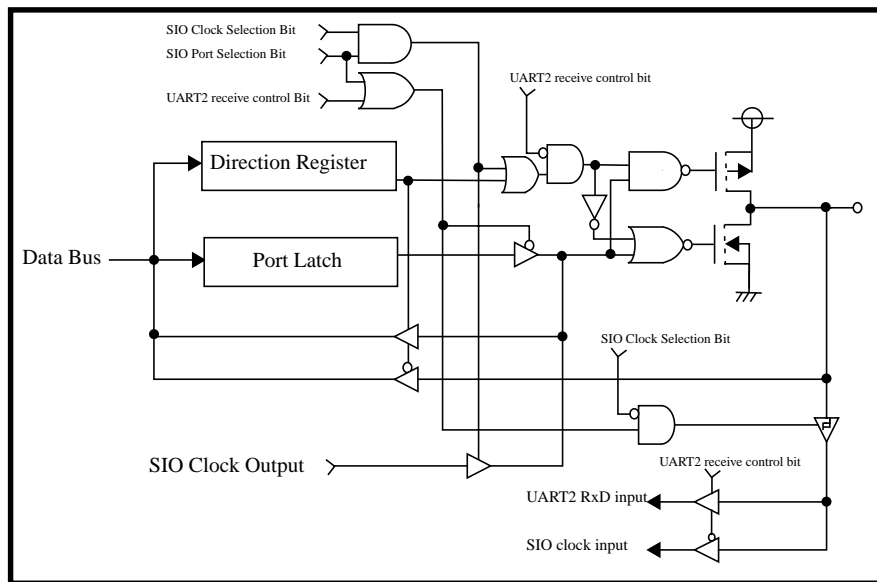 SIO Clock Selection Bit
SIO Port Selection Bit
UART2 receive control Bit
UART2 receive control bit
Direction Register
Port Latch
Data Bus
SIO Clock Selection Bit
SIO Clock Output
UART2 receive control bit
UART2 RxD input
SIO clock input